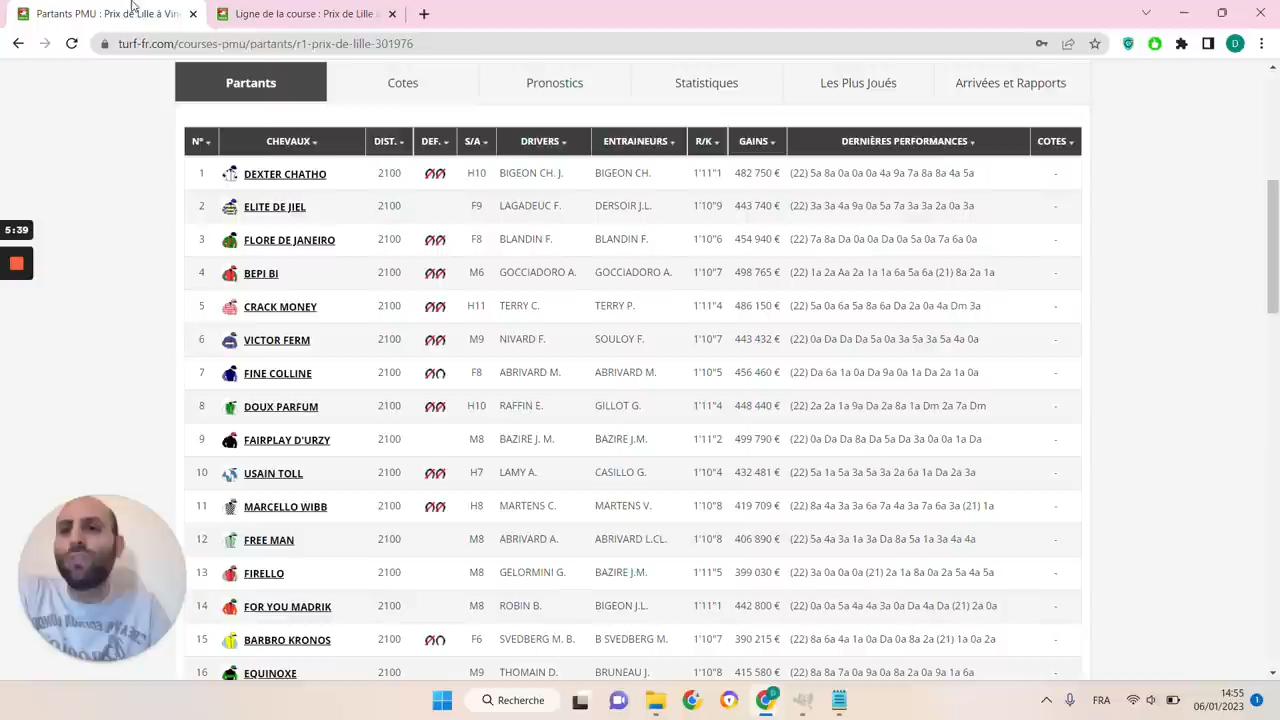 Partants PMU : Prix de Lille à Vin
Ligne de la course : Prix de Lille
turf-fr.com/courses-pmu/partants/r1-prix-de-lille-301976
Partants Cotes Pronostics Statistiques Les Plus Joués Arrivées et Rapports
N° CHEVAUX DIST. DEF. S/A DRIVERS ENTRAINEURS R/K GAINS DERNIÈRES PERFORMANCES COTES
1 DEXTER CHATHO 2100 H10 BIGEON CH. J. BIGEON CH. 1'11"1 482 750 € (22) 5a 8a 0a 0a 0a 4a 9a 7a 8a 8a 4a 5a -
2 ELITE DE JIEL 2100 F9 LAGADEUC F. DERSOIR J.L. 1'10"9 443 740 € (22) 3a 3a 4a 9a 0a 5a 7a 3a 3a 2a 0a 3a -
3 FLORE DE JANEIRO 2100 F8 BLANDIN F. BLANDIN F. 1'10"6 454 940 € (22) 7a 8a Da 0a 0a Da 0a 5a 0a 7a 6a 0a -
4 BEPI BI 2100 M6 GOCCIADORO A. GOCCIADORO A. 1'10"7 498 765 € (22) 1a 2a Aa 2a 1a 1a 6a 5a 6a (21) 8a 2a 1a -
5 CRACK MONEY 2100 H11 TERRY C. TERRY P. 1'11"4 486 150 € (22) 5a 0a 6a 5a 8a 6a Da 2a 0a 4a Dm 3a -
6 VICTOR FERM 2100 M9 NIVARD F. SOULOY F. 1'10"7 443 432 € (22) 0a Da Da Da 5a 0a 3a 5a 3a 5a 4a 0a -
7 FINE COLLINE 2100 F8 ABRIVARD M. ABRIVARD M. 1'10"5 456 460 € (22) Da 6a 1a 0a Da 9a 0a 1a Da 2a 1a 0a -
8 DOUX PARFUM 2100 H10 RAFFIN E. GILLOT G. 1'11"4 448 440 € (22) 2a 2a 1a 9a Da 2a 8a 1a Dm 2a 7a Dm -
9 FAIRPLAY D'URZY 2100 M8 BAZIRE J. M. BAZIRE J.M. 1'11"2 499 790 € (22) 0a Da Da 8a Da 5a Da 3a 0a 0a 1a Da -
10 USAIN TOLL 2100 H7 LAMY A. CASILLO G. 1'10"4 432 481 € (22) 5a 1a 5a 3a 5a 3a 2a 6a 1a Da 2a 3a -
11 MARCELLO WIBB 2100 H8 MARTENS C. MARTENS V. 1'10"8 419 709 € (22) 8a 4a 3a 3a 6a 7a 4a 3a 7a 6a 3a (21) 1a -
12 FREE MAN 2100 M8 ABRIVARD A. ABRIVARD L.CL. 1'10"8 406 890 € (22) 5a 4a 3a 1a 3a Da 8a 5a 1a 3a 4a 4a -
13 FIRELLO 2100 M8 GELORMINI G. BAZIRE J.M. 1'11"5 399 030 € (22) 3a 0a 0a 0a (21) 2a 1a 8a 0a 2a 5a 4a 5a -
14 FOR YOU MADRIK 2100 M8 ROBIN B. BIGEON J.L. 1'11"1 442 800 € (22) 0a 0a 5a 4a 4a 3a 0a Da 4a Da (21) 2a 0a -
15 BARBRO KRONOS 2100 F6 SVEDBERG M. B. B SVEDBERG M. 1'10"7 390 215 € (22) 8a 6a 4a 1a 0a Da 0a 8a 2a (21) 1a 0a 2a -
16 EQUINOXE 2100 M9 THOMAIN D. BRUNEAU J. 1'10"8 415 580 € (22) 8a 8a 7a 0a 9a 0a 8a 2a 0a 9a 1a 6a -
5:39
Recherche
FRA
14:55
06/01/2023